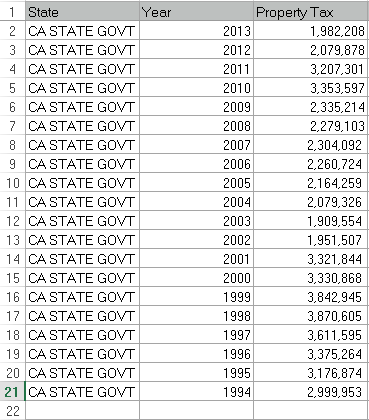 1 State Year Property Tax
2 CA STATE GOVT 2013 1,982,208
3 CA STATE GOVT 2012 2,079,878
4 CA STATE GOVT 2011 3,207,301
5 CA STATE GOVT 2010 3,353,597
6 CA STATE GOVT 2009 2,335,214
7 CA STATE GOVT 2008 2,279,103
8 CA STATE GOVT 2007 2,304,092
9 CA STATE GOVT 2006 2,260,724
10 CA STATE GOVT 2005 2,164,259
11 CA STATE GOVT 2004 2,079,326
12 CA STATE GOVT 2003 1,909,554
13 CA STATE GOVT 2002 1,951,507
14 CA STATE GOVT 2001 3,321,844
15 CA STATE GOVT 2000 3,330,868
16 CA STATE GOVT 1999 3,842,945
17 CA STATE GOVT 1998 3,870,605
18 CA STATE GOVT 1997 3,611,595
19 CA STATE GOVT 1996 3,375,264
20 CA STATE GOVT 1995 3,176,874
21 CA STATE GOVT 1994 2,999,953
22